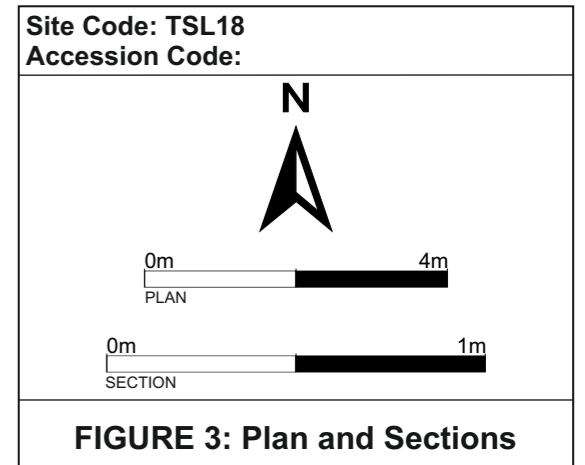 Site Code: TSL18
Accession Code:
N
0m 4m
PLAN
0m 1m
SECTION
FIGURE 3: Plan and Sections